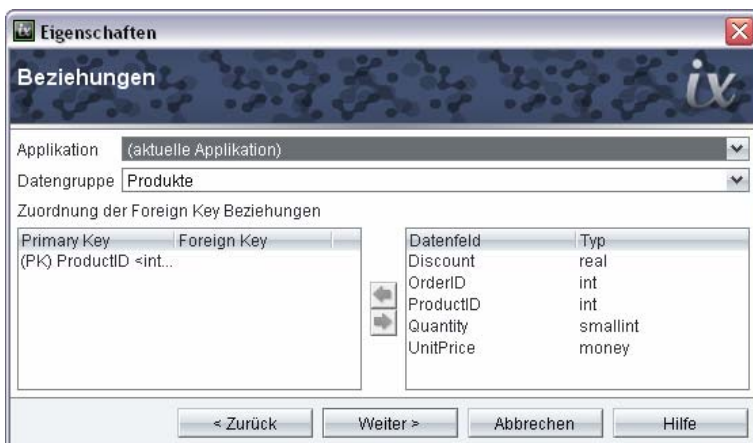 ix Eigenschaften
Beziehungen ix
Applikation (aktuelle Applikation)
Datengruppe Produkte
Zuordnung der Foreign Key Beziehungen
Primary Key Foreign Key
(PK) ProductID <int...
Datenfeld Typ
Discount real
OrderID int
ProductID int
Quantity smallint
UnitPrice money
< Zurück Weiter > Abbrechen Hilfe